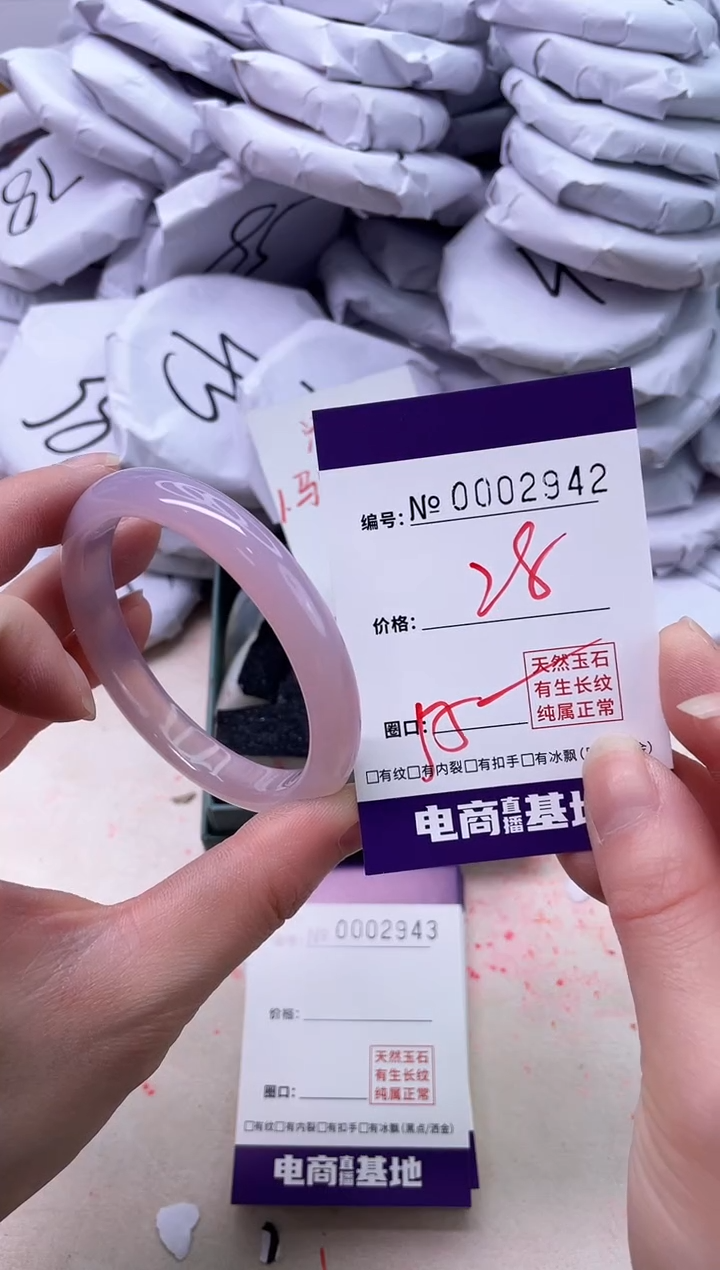 82
58
50
43
马
编号: № 0002942
价格: 28
天然玉石
有生长纹
纯属正常
圈口:
□有纹□有内裂□有扣手□有冰飘
电商直播基
№ 0002943
价格:
天然玉石
有生长纹
纯属正常
圈口:
□有纹□有内裂□有扣手□有冰飘(黑点/洒金)
电商直播基地